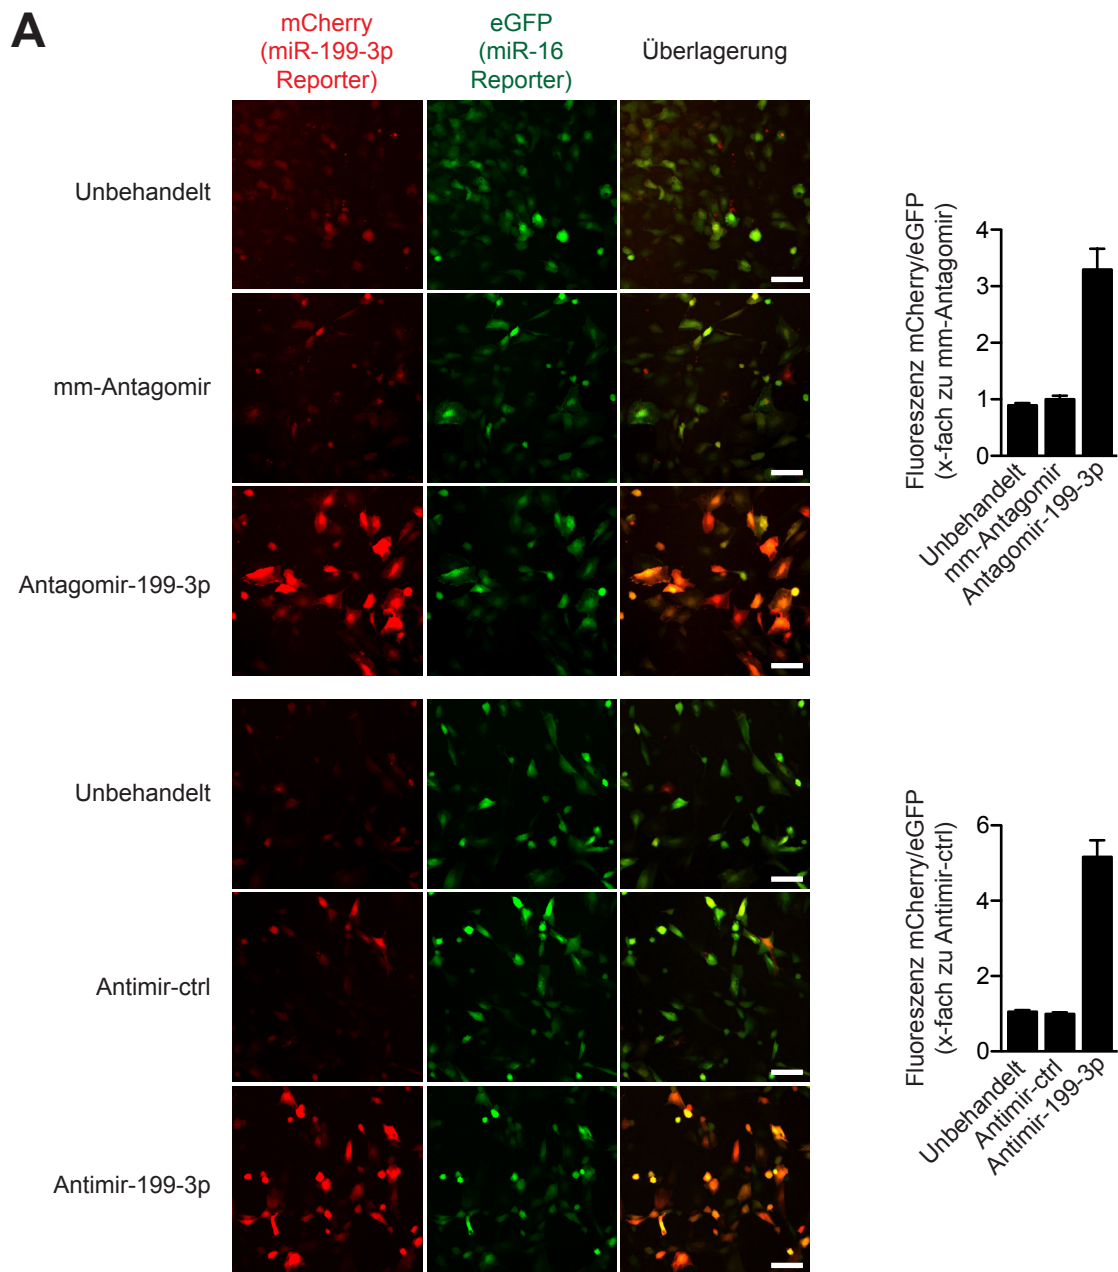 A
mCherry
(miR-199-3p
Reporter)
eGFP
(miR-16
Reporter)
Überlagerung
Unbehandelt
mm-Antagomir
Antagomir-199-3p
Fluoreszenz mCherry/eGFP
(x-fach zu mm-Antagomir)
4
3
2
1
0
Unbehandelt
mm-Antagomir
Antagomir-199-3p
Unbehandelt
Antimir-ctrl
Antimir-199-3p
Fluoreszenz mCherry/eGFP
(x-fach zu Antimir-ctrl)
6
4
2
0
Unbehandelt
Antimir-ctrl
Antimir-199-3p